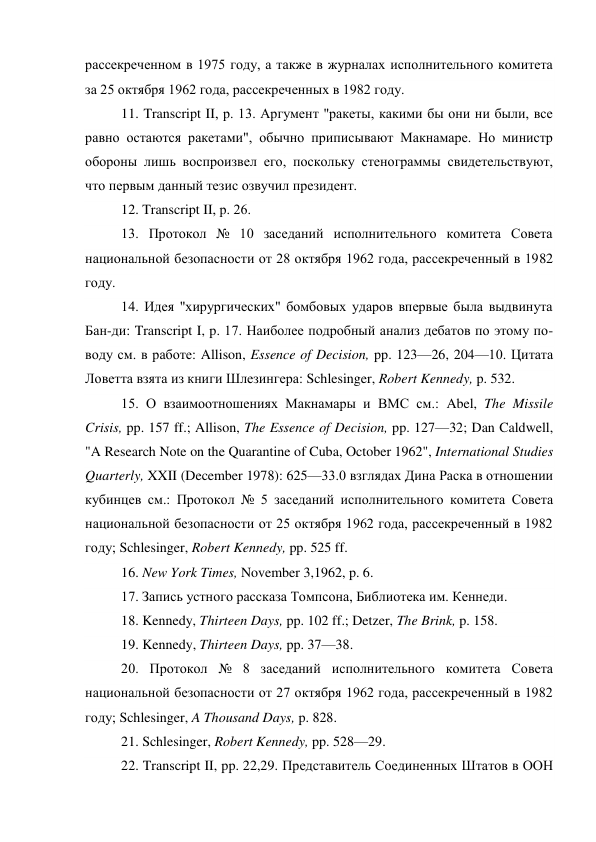 рассекреченном в 1975 году, а также в журналах исполнительного комитета
за 25 октября 1962 года, рассекреченных в 1982 году.
11. Transcript II, p. 13. Аргумент "ракеты, какими бы они ни были, все
равно остаются ракетами", обычно приписывают Макнамаре. Но министр
обороны лишь воспроизвел его, поскольку стенограммы свидетельствуют,
что первым данный тезис озвучил президент.
12. Transcript II, p. 26.
13. Протокол № 10 заседаний исполнительного комитета Совета
национальной безопасности от 28 октября 1962 года, рассекреченный в 1982
году.
14. Идея "хирургических" бомбовых ударов впервые была выдвинута
Бан-ди: Transcript I, p. 17. Наиболее подробный анализ дебатов по этому по-
воду см. в работе: Allison, Essence of Decision, pp. 123—26, 204—10. Цитата
Ловетта взята из книги Шлезингера: Schlesinger, Robert Kennedy, p. 532.
15. О взаимоотношениях Макнамары и ВМС см.: Abel, The Missile
Crisis, pp. 157 ff.; Allison, The Essence of Decision, pp. 127—32; Dan Caldwell,
"A Research Note on the Quarantine of Cuba, October 1962", International Studies
Quarterly, XXII (December 1978): 625—33.0 взглядах Дина Раска в отношении
кубинцев см.: Протокол № 5 заседаний исполнительного комитета Совета
национальной безопасности от 25 октября 1962 года, рассекреченный в 1982
году; Schlesinger, Robert Kennedy, pp. 525 ff.
16. New York Times, November 3,1962, p. 6.
17. Запись устного рассказа Томпсона, Библиотека им. Кеннеди.
18. Kennedy, Thirteen Days, pp. 102 ff.; Detzer, The Brink, p. 158.
19. Kennedy, Thirteen Days, pp. 37—38.
20. Протокол № 8 заседаний исполнительного комитета Совета
национальной безопасности от 27 октября 1962 года, рассекреченный в 1982
году; Schlesinger, A Thousand Days, p. 828.
21. Schlesinger, Robert Kennedy, pp. 528—29.
22. Transcript II, pp. 22,29. Представитель Соединенных Штатов в ООН